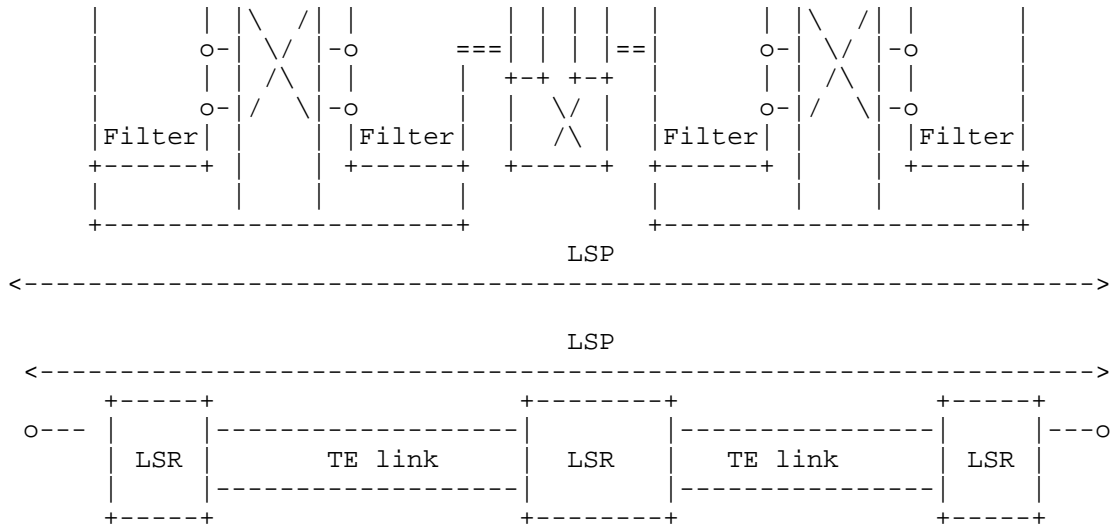 Filter Filter Filter Filter
LSP
LSP
LSR TE link LSR TE link LSR